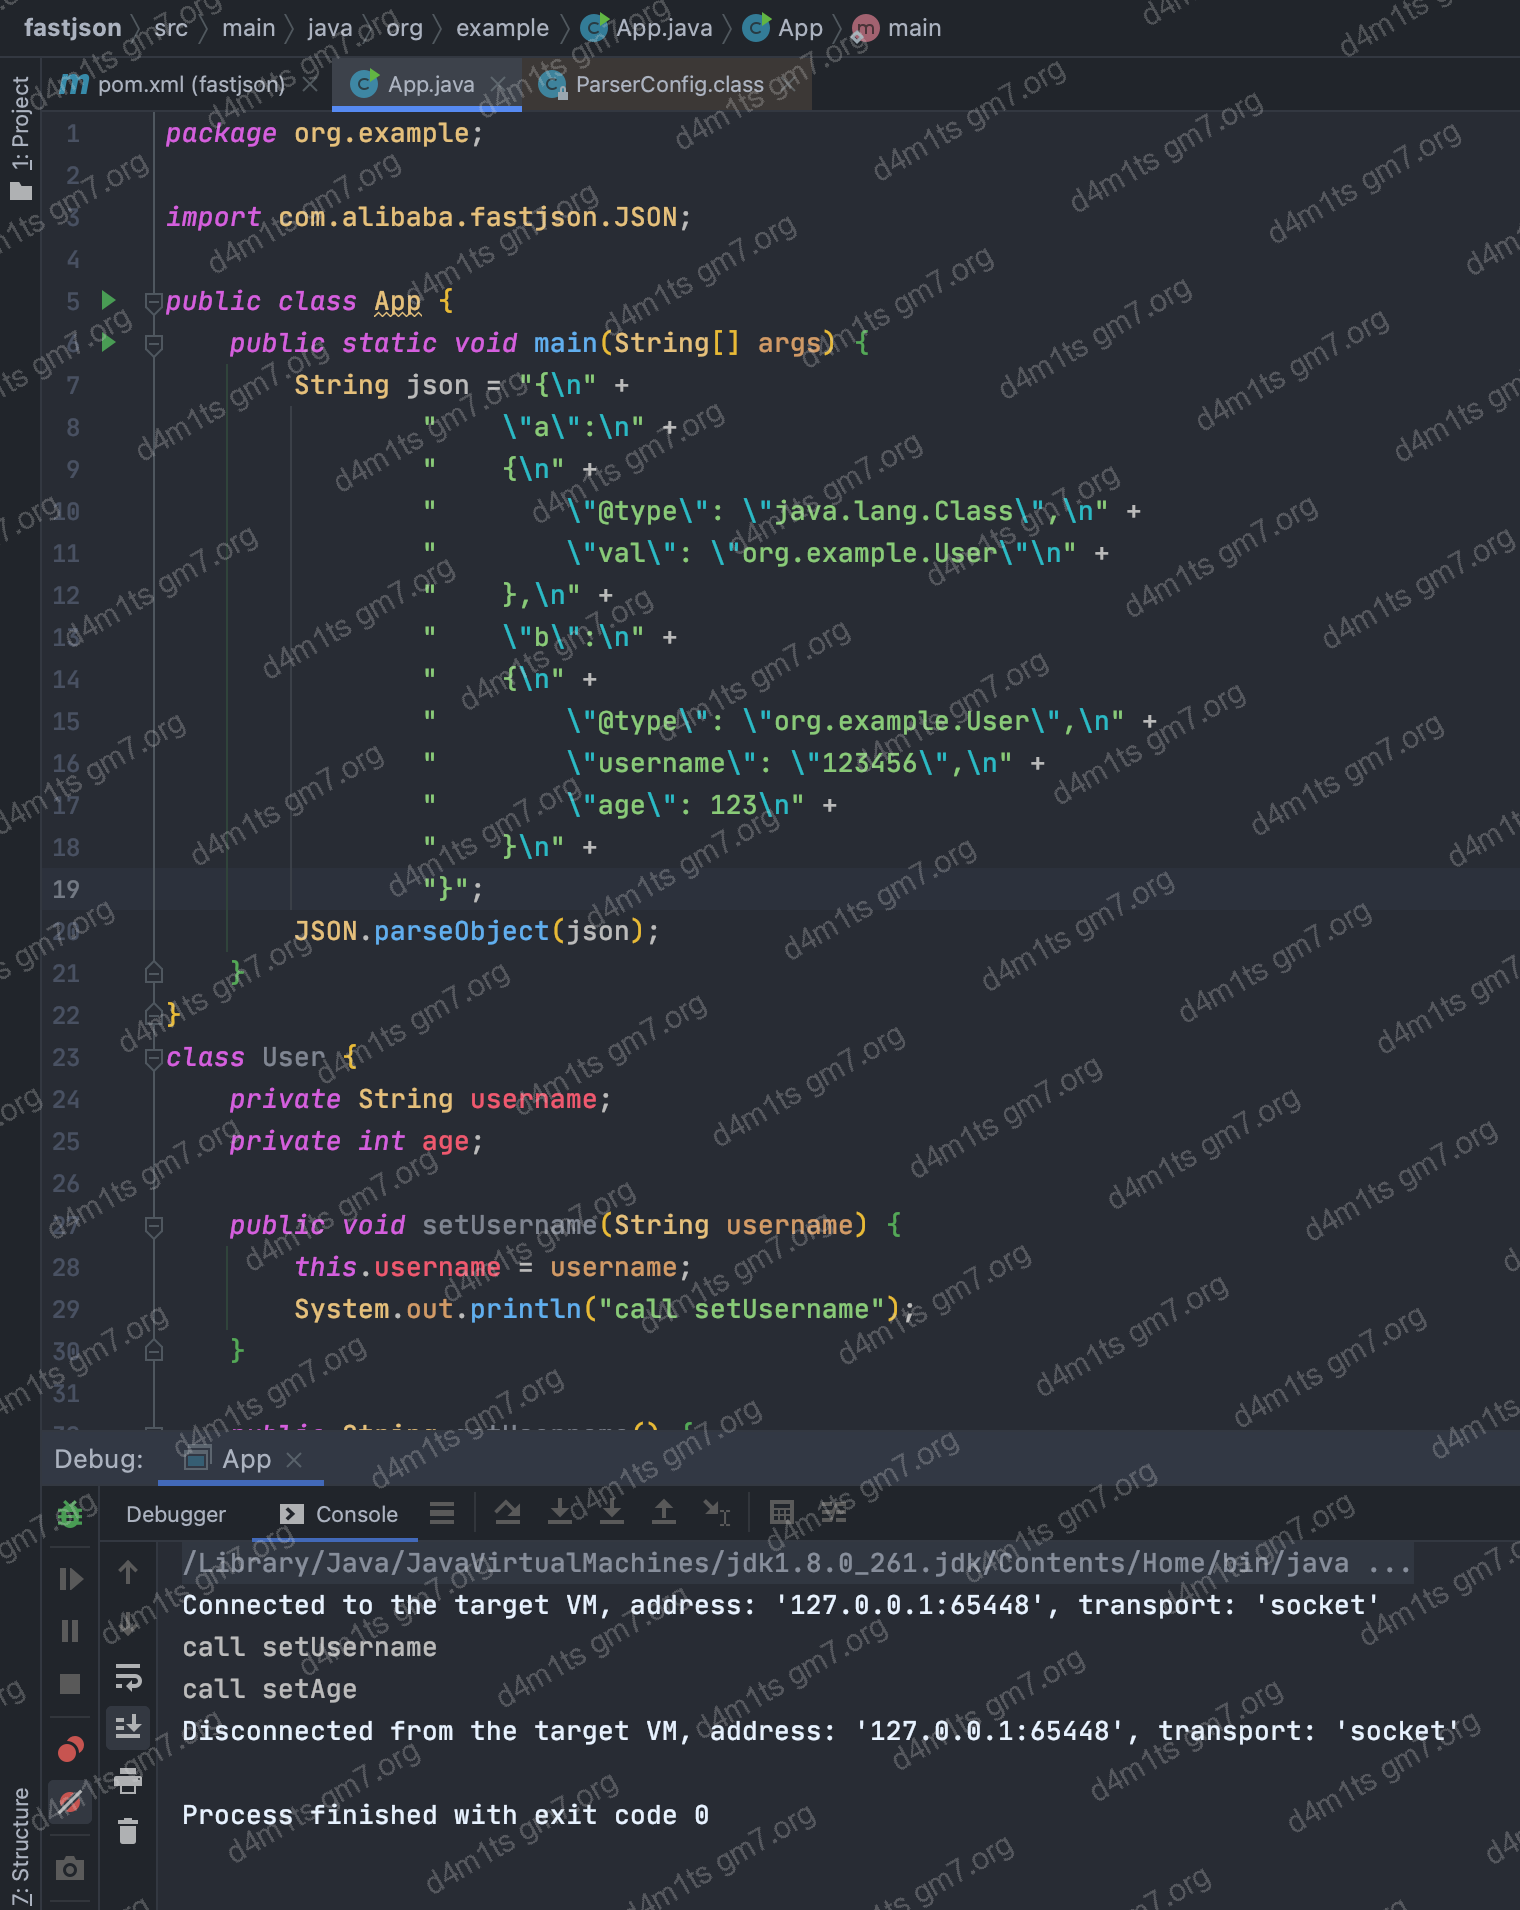 fastjson src main java org example App.java App main
pom.xml (fastjson) App.java ParserConfig.class
1: Project
1 package org.example;
2
3 import com.alibaba.fastjson.JSON;
4
5 public class App {
6 public static void main(String[] args) {
7 String json = "{\n" +
8 "    \"a\":\n" +
9 "    {\n" +
10 "        \"@type\": \"java.lang.Class\",\n" +
11 "        \"val\": \"org.example.User\"\n" +
12 "    },\n" +
13 "    \"b\":\n" +
14 "    {\n" +
15 "        \"@type\": \"org.example.User\",\n" +
16 "        \"username\": \"123456\",\n" +
17 "        \"age\": 123\n" +
18 "    }\n" +
19 "}";
20 JSON.parseObject(json);
21 }
22 }
23 class User {
24 private String username;
25 private int age;
26
27 public void setUsername(String username) {
28 this.username = username;
29 System.out.println("call setUsername");
30 }
31
Debug: App
Debugger Console
/Library/Java/JavaVirtualMachines/jdk1.8.0_261.jdk/Contents/Home/bin/java ...
Connected to the target VM, address: '127.0.0.1:65448', transport: 'socket'
call setUsername
call setAge
Disconnected from the target VM, address: '127.0.0.1:65448', transport: 'socket'
Process finished with exit code 0
7: Structure
d4m1ts gm7.org